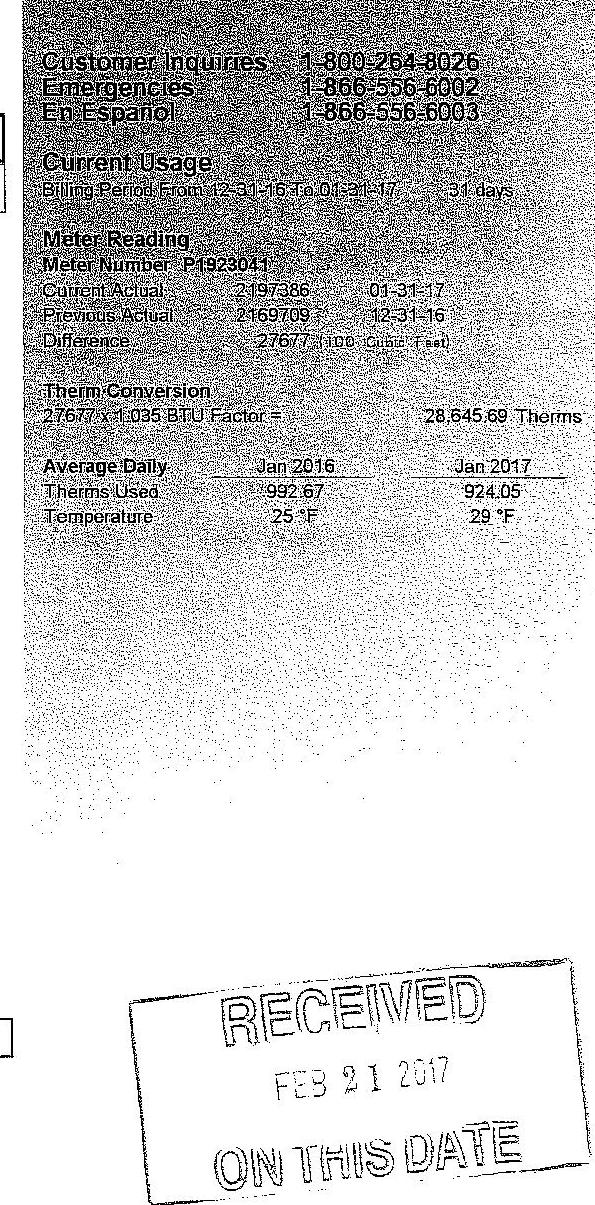 Customer Inquiries 1-800-264-8026
Emergencies 1-866-556-6002
En Español 1-866-556-6003
Current Usage
Billing Period From 12-31-16 To 01-31-17 31 days
Meter Reading
Meter Number P1923041
Current Actual 2197386 01-31-17
Previous Actual 2169709 12-31-16
Difference 27677 (100 Cubic Feet)
Therm Conversion
27677 x 1.035 BTU Factor = 28,645.69 Therms
Average Daily Jan 2016 Jan 2017
Therms Used 992.67 924.05
Temperature 25 °F 29 °F
RECEIVED
FEB 21 2017
ON THIS DATE